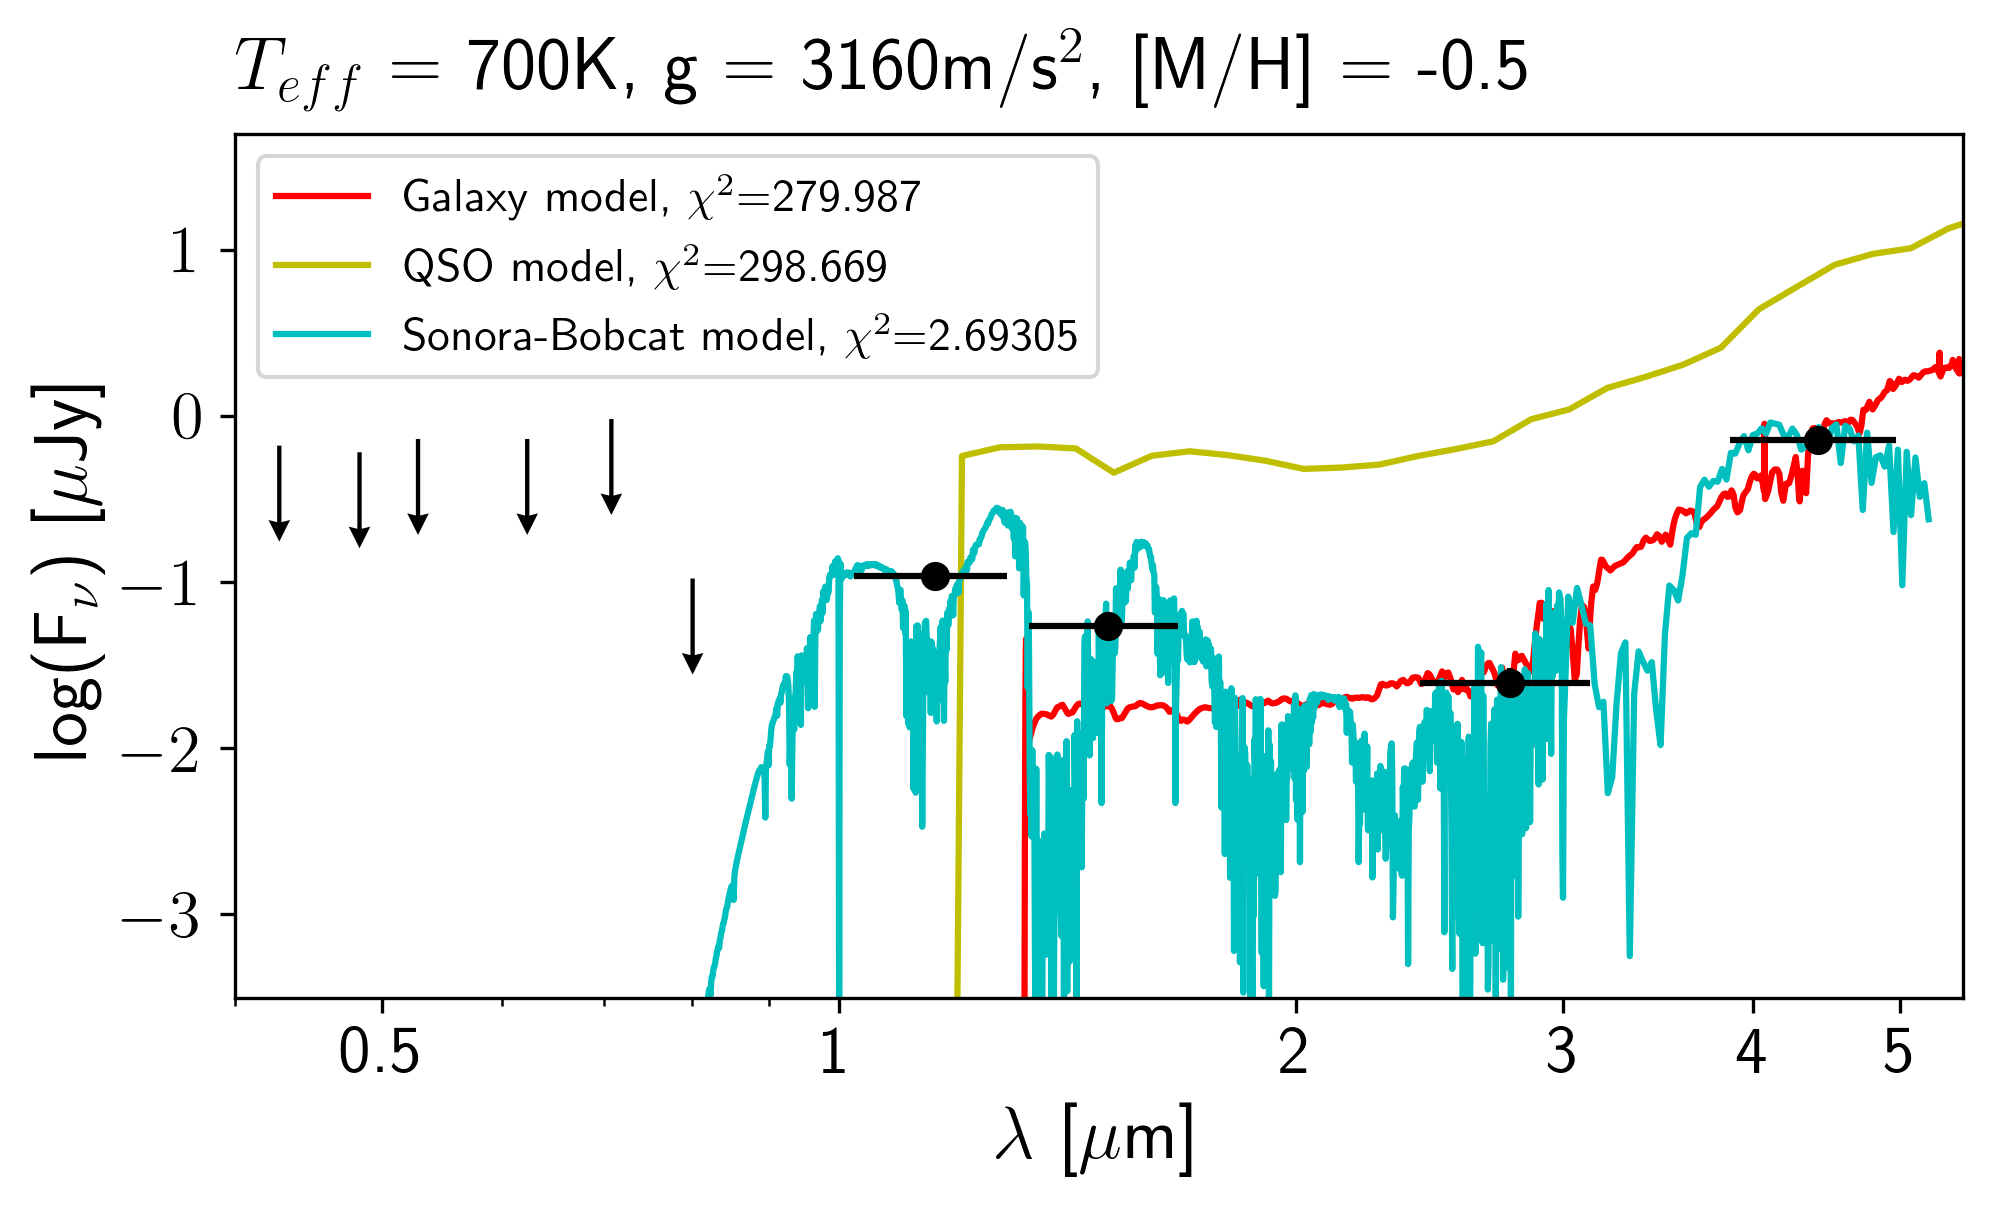 T_eff = 700K, g = 3160m/s², [M/H] = -0.5
Galaxy model, χ²=279.987
QSO model, χ²=298.669
Sonora-Bobcat model, χ²=2.69305
log(Fν) [μJy]
1
0
−1
−2
−3
0.5 1 2 3 4 5
λ [μm]